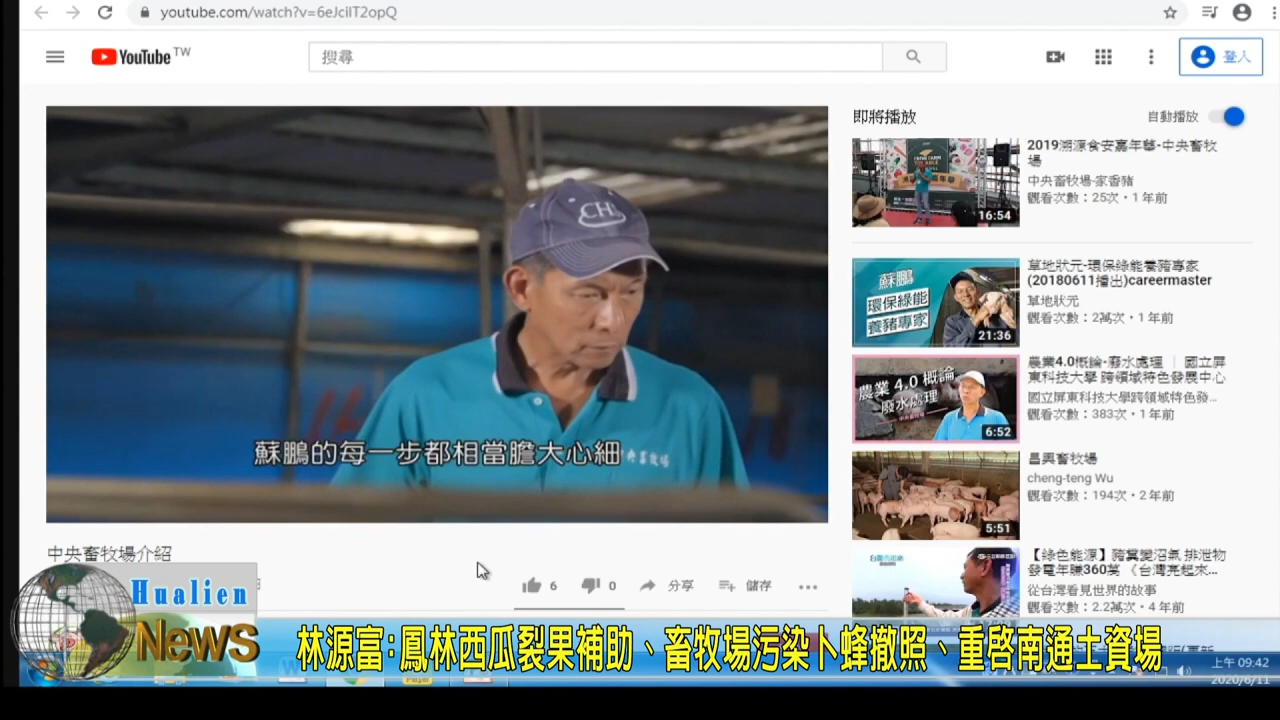 youtube.com/watch?v=6eJcilT2opQ
YouTube TW
搜尋
登入
CH
蘇鵬的每一步都相當膽大心細
中央畜牧場介紹
6
0
分享
儲存
即將播放
自動播放
16:54
2019溯源食安嘉年華-中央畜牧
場
中央畜牧場-家香豬
觀看次數：25次・1 年前
蘇鵬
環保綠能
養豬專家
21:36
草地狀元-環保綠能養豬專家
(20180611播出)careermaster
草地狀元
觀看次數：2萬次・1 年前
農業 4.0 概論
廢水處理
6:52
農業4.0概論-廢水處理 ｜ 國立屏
東科技大學 跨領域特色發展中心
國立屏東科技大學跨領域特色發...
觀看次數：383次・1 年前
5:51
昌興畜牧場
cheng-teng Wu
觀看次數：194次・2 年前
【綠色能源】豬糞變沼氣 排泄物
發電年賺360萬 《台灣亮起來...
從台灣看見世界的故事
觀看次數：2.2萬次・4 年前
Hualien
News
林源富:鳳林西瓜裂果補助、畜牧場污染卜蜂撤照、重啓南通土資場
上午 09:42
2020/6/11